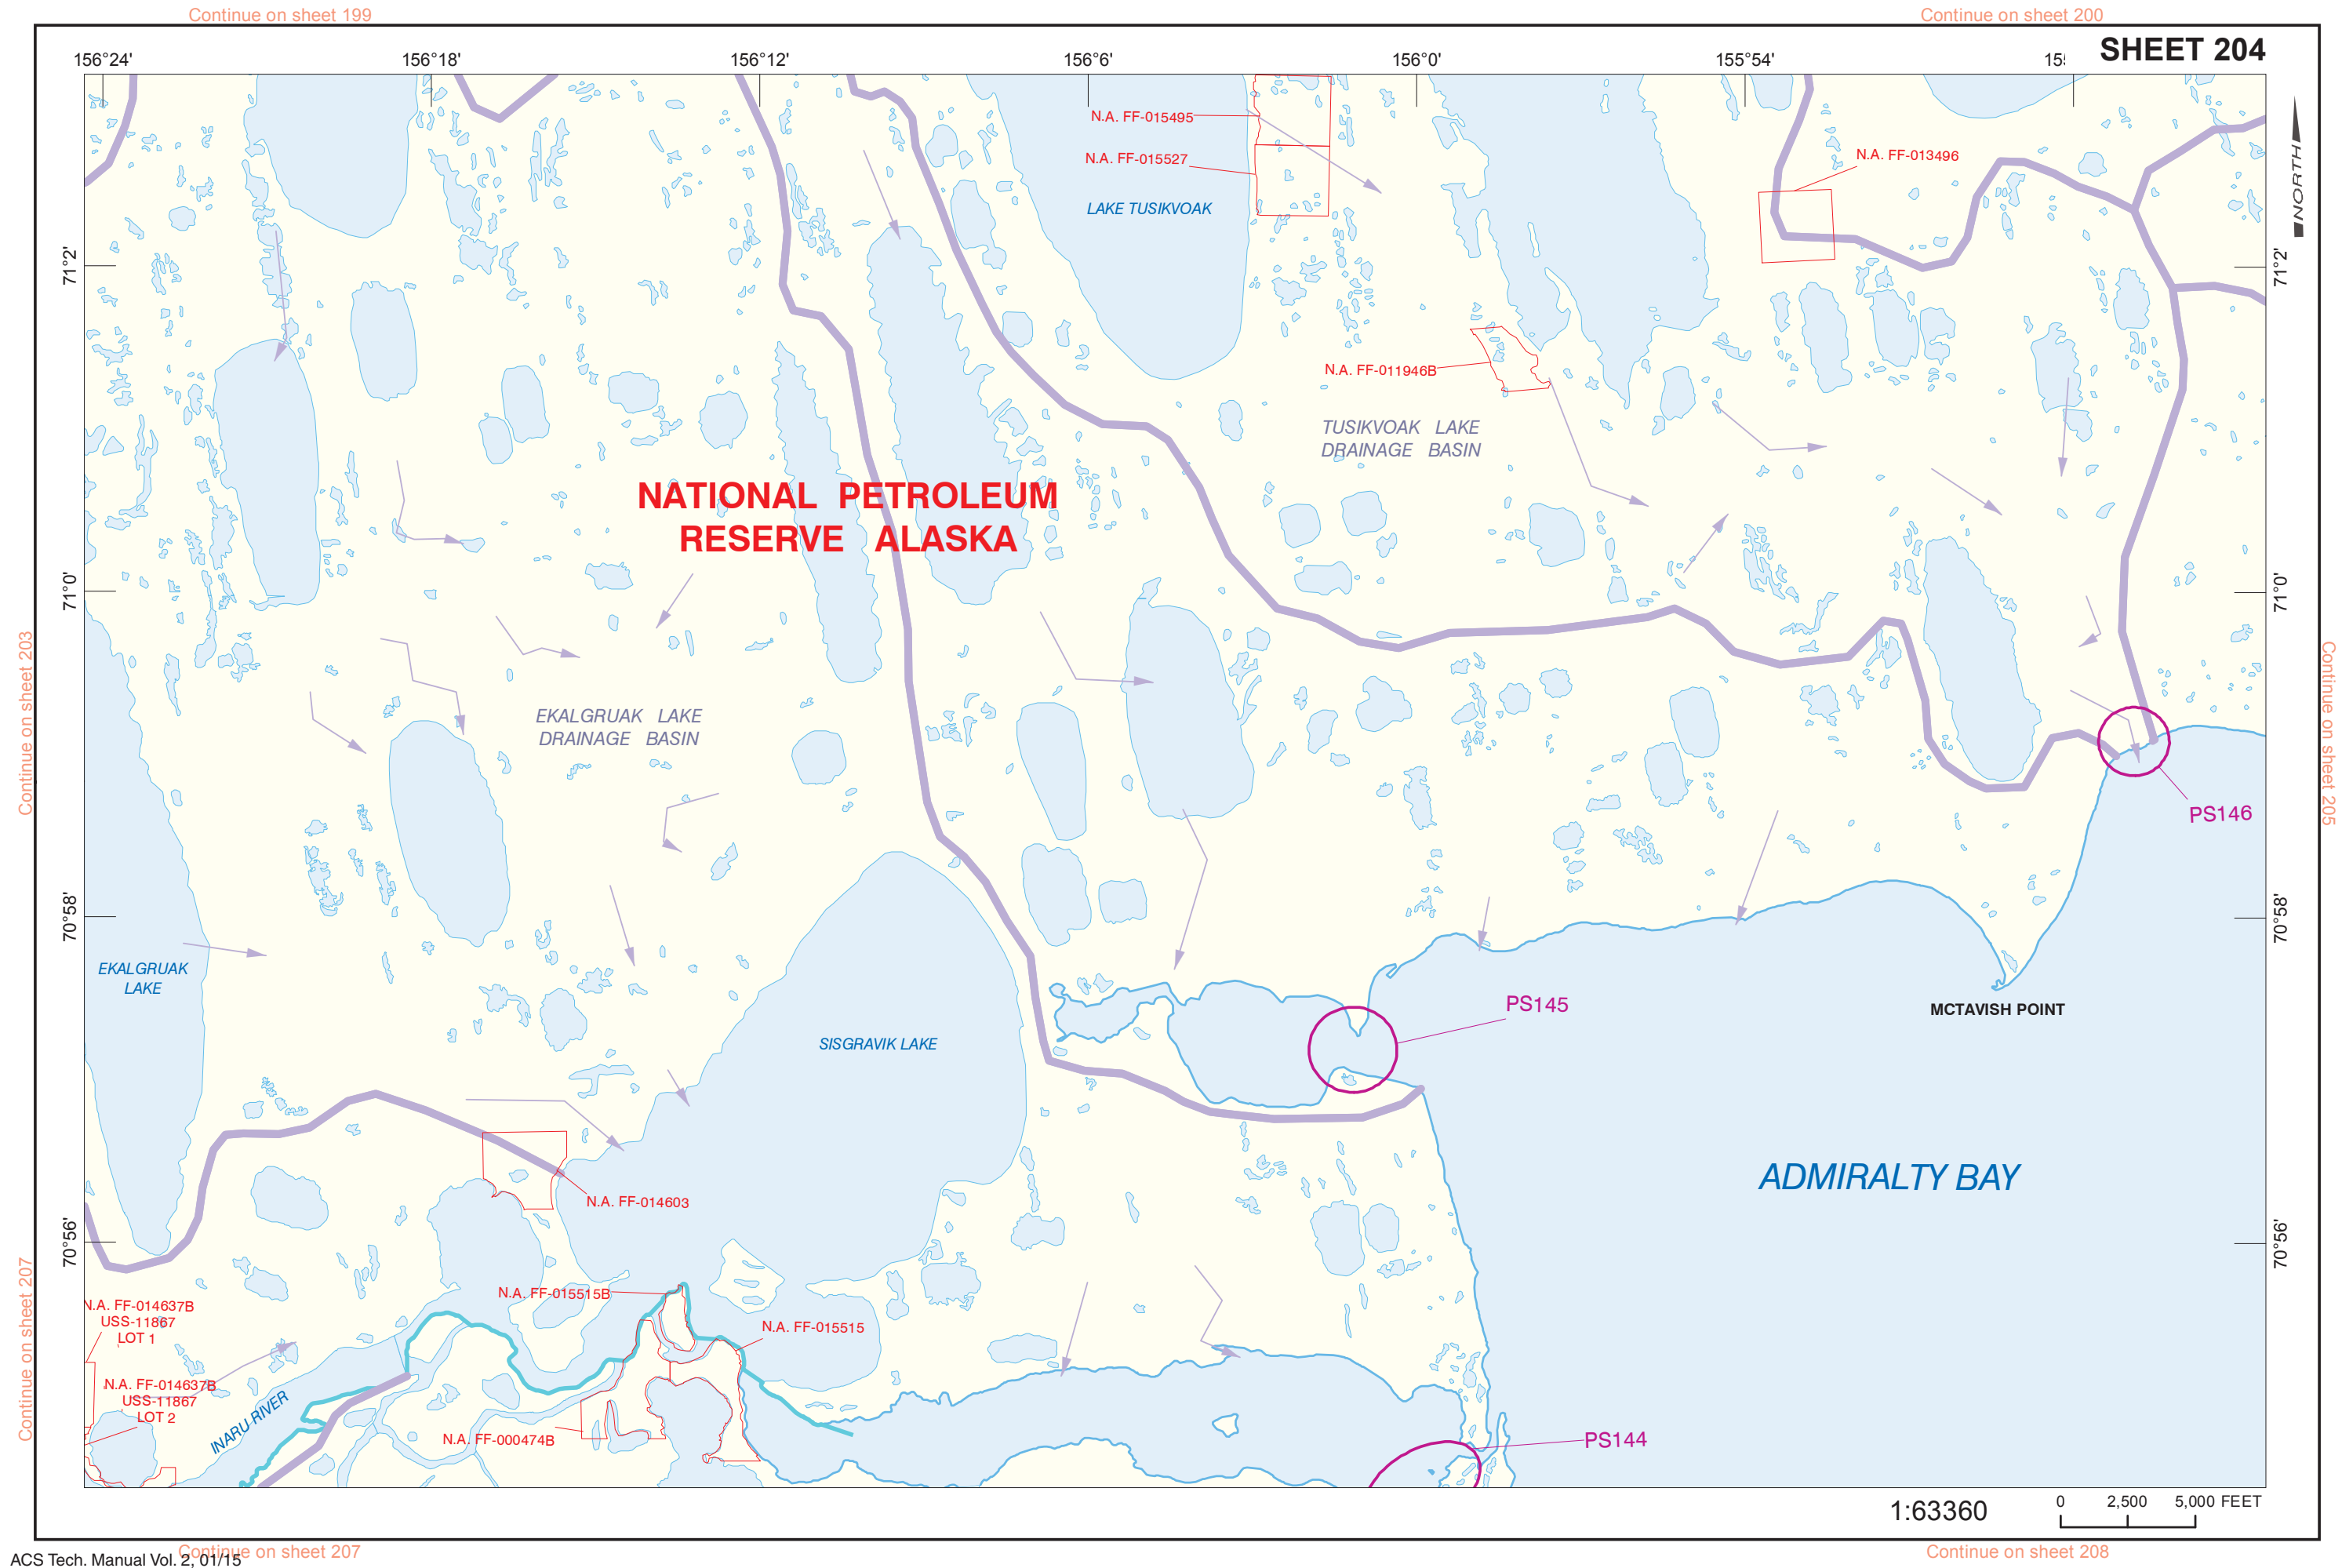 Continue on sheet 199
Continue on sheet 200
SHEET 204
156°24'
156°18'
156°12'
156°6'
156°0'
155°54'
NORTH
N.A. FF-015495
N.A. FF-015527
N.A. FF-013496
LAKE TUSIKVOAK
71°2'
71°2'
N.A. FF-011946B
TUSIKVOAK LAKE
DRAINAGE BASIN
NATIONAL PETROLEUM
RESERVE ALASKA
71°0'
71°0'
Continue on sheet 203
Continue on sheet 205
EKALGRUAK LAKE
DRAINAGE BASIN
PS146
70°58'
70°58'
EKALGRUAK
LAKE
PS145
MCTAVISH POINT
SISGRAVIK LAKE
ADMIRALTY BAY
N.A. FF-014603
70°56'
70°56'
Continue on sheet 207
N.A. FF-015515B
N.A. FF-014637B
USS-11867
LOT 1
N.A. FF-015515
N.A. FF-014637B
USS-11867
LOT 2
INARU RIVER
N.A. FF-000474B
PS144
1:63360
0 2,500 5,000 FEET
Continue on sheet 207
Continue on sheet 208
ACS Tech. Manual Vol. 2, 01/15